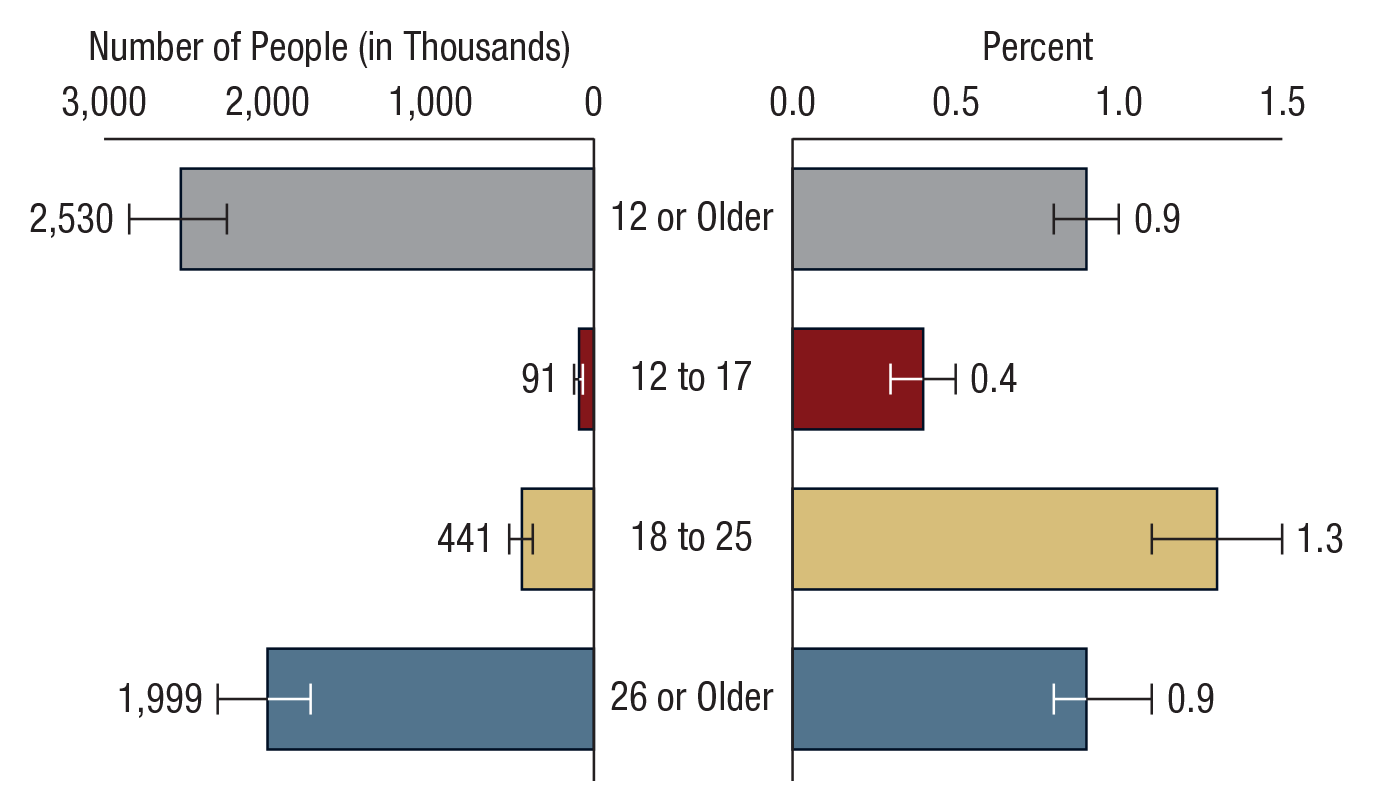 Number of People (in Thousands) Percent
3,000 2,000 1,000 0 0.0 0.5 1.0 1.5
2,530 12 or Older 0.9
91 12 to 17 0.4
441 18 to 25 1.3
1,999 26 or Older 0.9